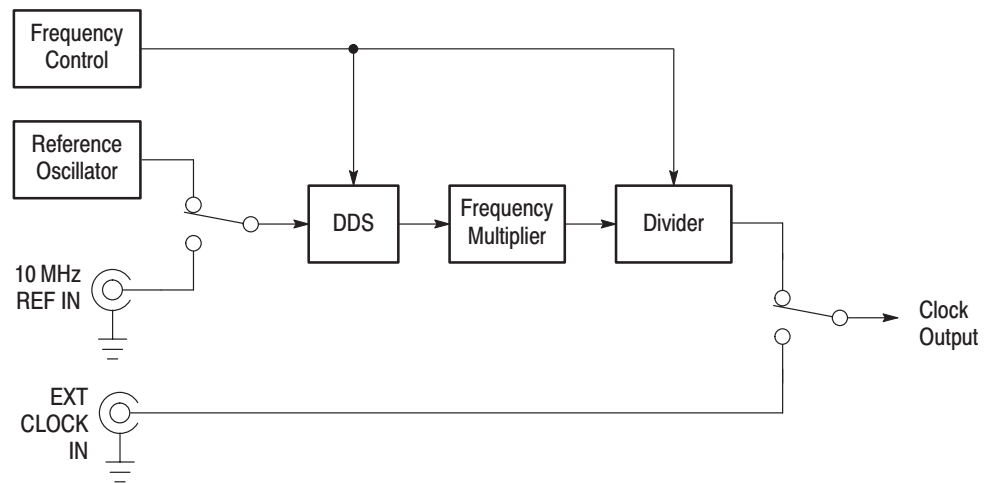 Frequency
Control
Reference
Oscillator
DDS
Frequency
Multiplier
Divider
10 MHz
REF IN
Clock
Output
EXT
CLOCK
IN